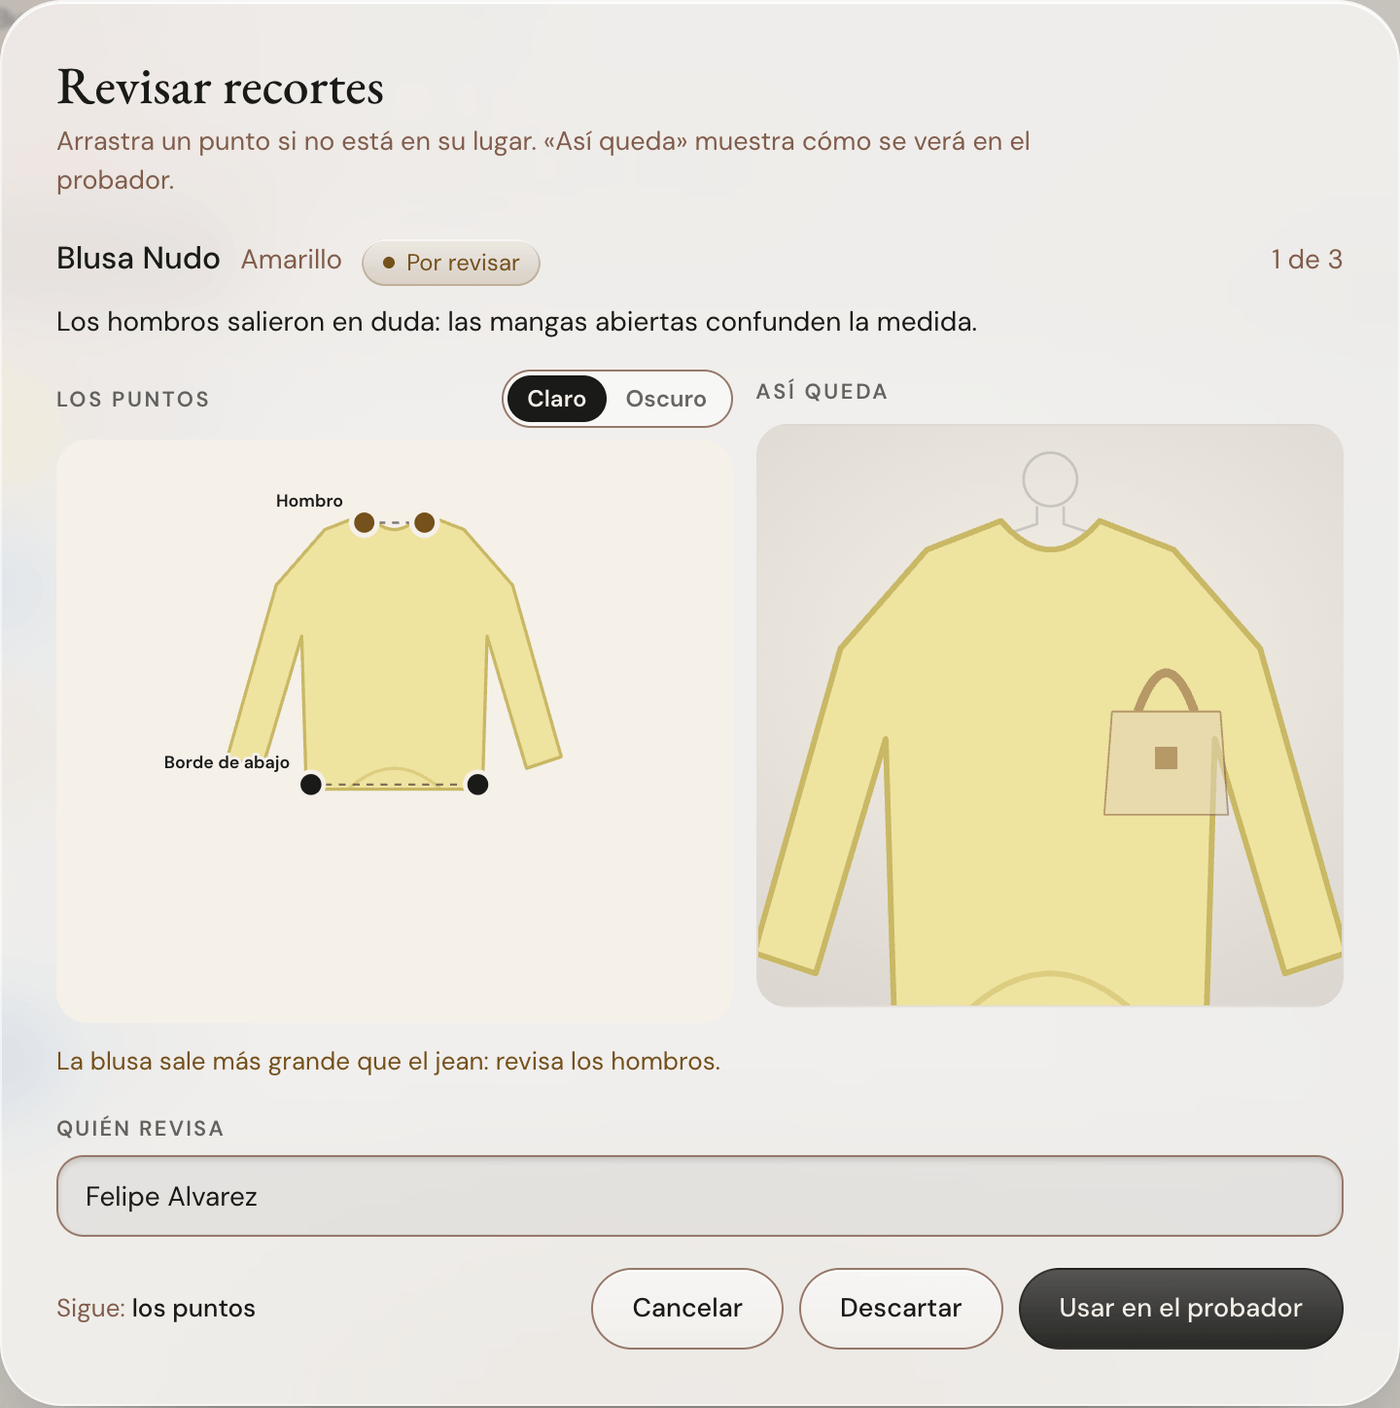 Revisar recortes
Arrastra un punto si no está en su lugar. «Así queda» muestra cómo se verá en el
probador.
Blusa Nudo Amarillo Por revisar 1 de 3
Los hombros salieron en duda: las mangas abiertas confunden la medida.
LOS PUNTOS Claro Oscuro ASÍ QUEDA
Hombro
Borde de abajo
La blusa sale más grande que el jean: revisa los hombros.
QUIÉN REVISA
Felipe Alvarez
Sigue: los puntos Cancelar Descartar Usar en el probador